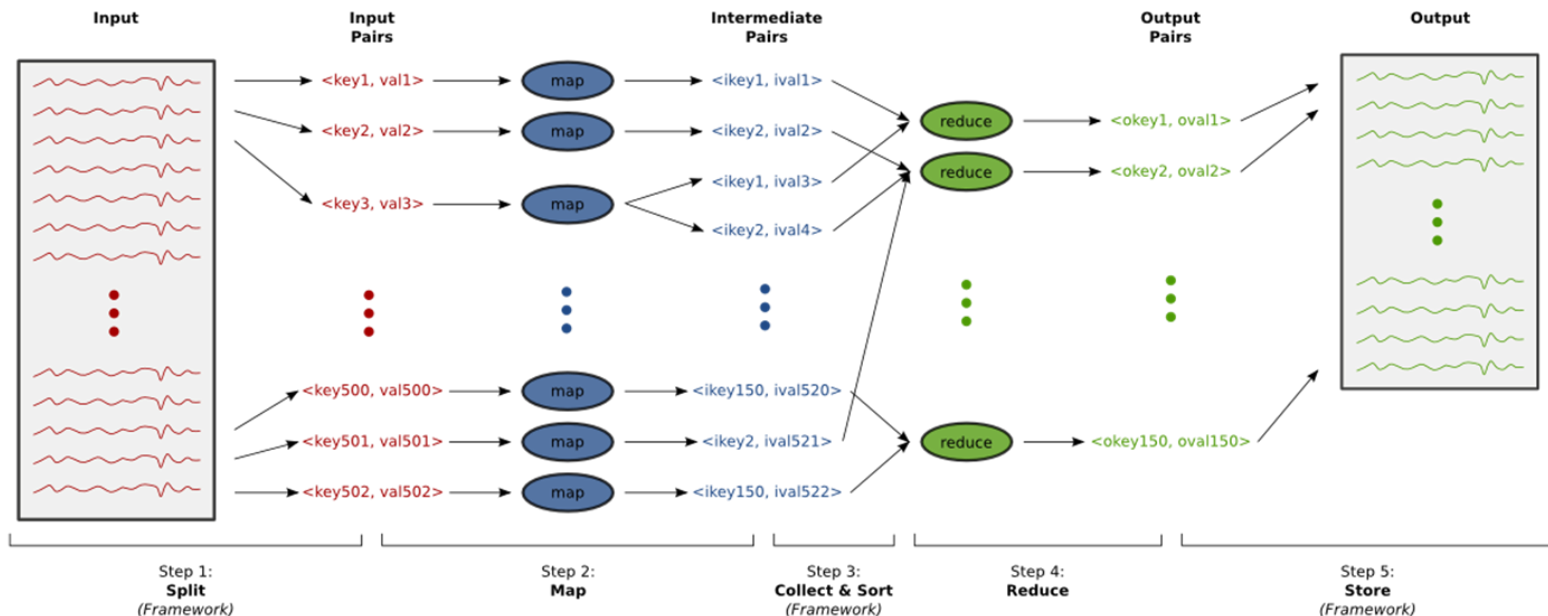 Input
Input
Pairs
Intermediate
Pairs
Output
Pairs
Output
<key1, val1>
map
<ikey1, ival1>
<key2, val2>
map
<ikey2, ival2>
<key3, val3>
map
<ikey1, ival3>
<ikey2, ival4>
reduce
<okey1, oval1>
reduce
<okey2, oval2>
<key500, val500>
map
<ikey150, ival520>
<key501, val501>
map
<ikey2, ival521>
<key502, val502>
map
<ikey150, ival522>
reduce
<okey150, oval150>
Step 1:
Split
(Framework)
Step 2:
Map
Step 3:
Collect & Sort
(Framework)
Step 4:
Reduce
Step 5:
Store
(Framework)